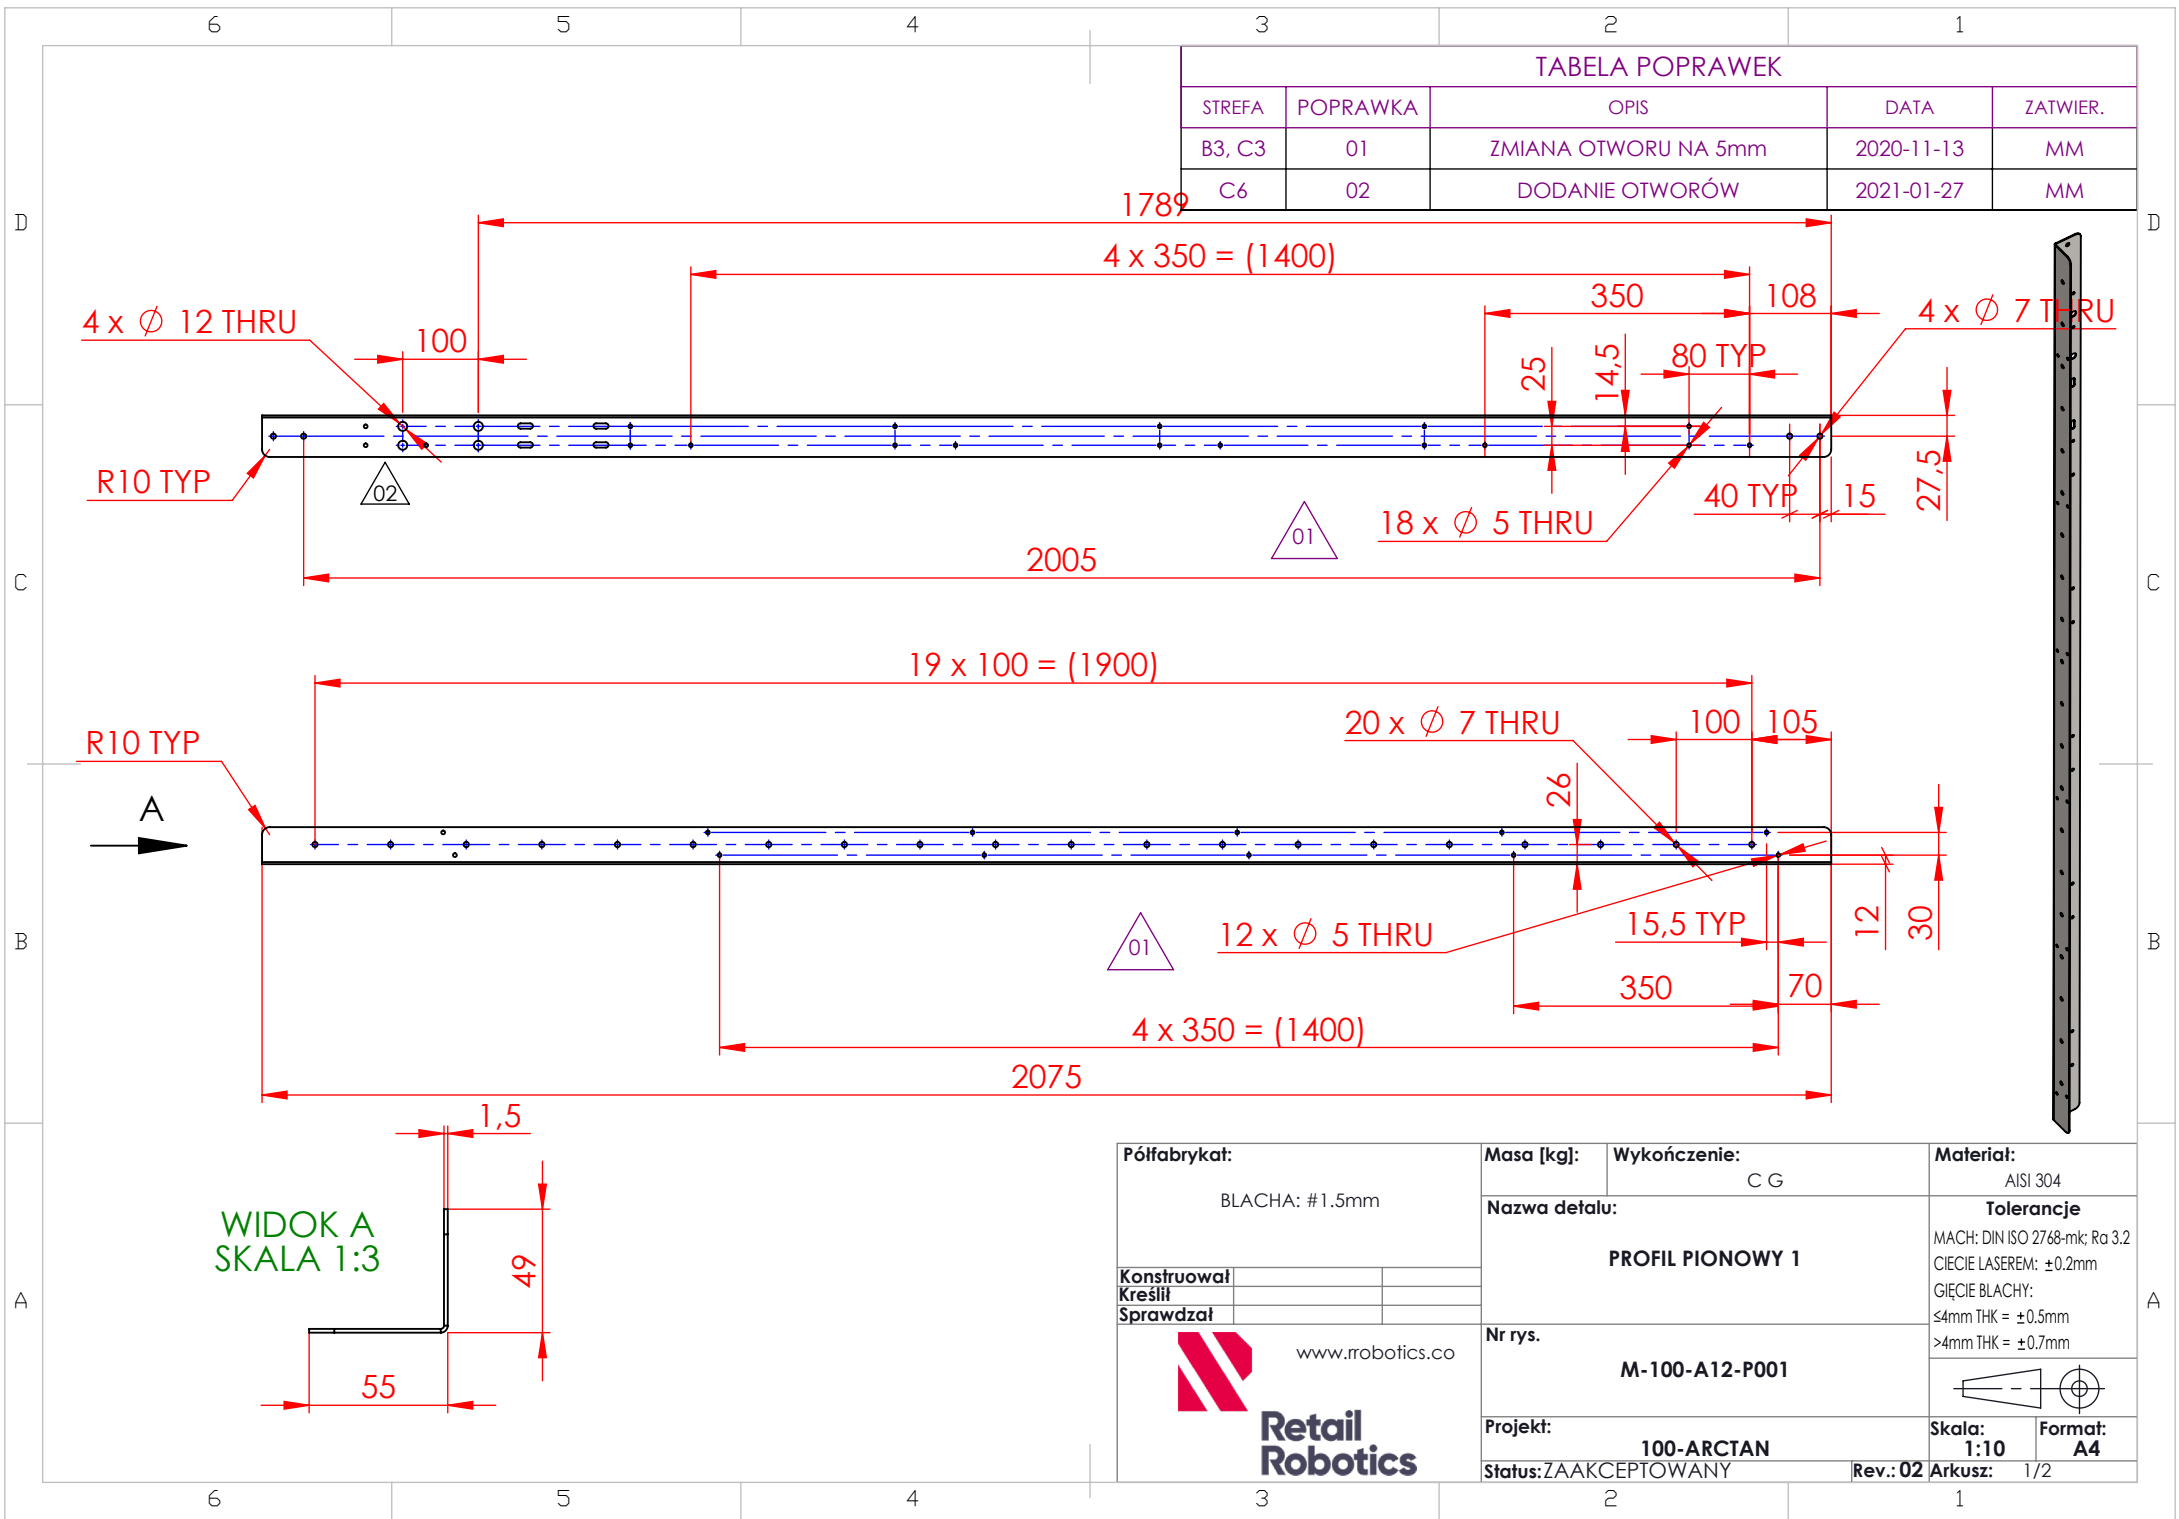 6 5 4 3 2 1
TABELA POPRAWEK
STREFA POPRAWKA OPIS DATA ZATWIER.
B3, C3 01 ZMIANA OTWORU NA 5mm 2020-11-13 MM
C6 02 DODANIE OTWORÓW 2021-01-27 MM
D D
1789
4 x 350 = (1400)
350 108
4 x Ø 12 THRU
100
4 x Ø 7 THRU
25 14,5 80 TYP
R10 TYP
02
27,5
40 TYP 15
01
18 x Ø 5 THRU
2005
C C
19 x 100 = (1900)
R10 TYP
20 x Ø 7 THRU
100 105
A
26
01
12 x Ø 5 THRU
15,5 TYP
12 30
B B
350 70
4 x 350 = (1400)
2075
1,5
WIDOK A
SKALA 1:3
49
55
A A
Półfabrykat:
BLACHA: #1.5mm
Masa [kg]:
Wykończenie:
C G
Materiał:
AISI 304
Nazwa detalu:
PROFIL PIONOWY 1
Tolerancje
MACH: DIN ISO 2768-mk; Ra 3.2
CIECIE LASEREM: ±0.2mm
GIĘCIE BLACHY:
≤4mm THK = ±0.5mm
>4mm THK = ±0.7mm
Konstruował
Kreślił
Sprawdzał
www.rrobotics.co
Retail
Robotics
Nr rys.
M-100-A12-P001
Projekt:
100-ARCTAN
Skala:
1:10
Format:
A4
Status: ZAAKCEPTOWANY
Rev.: 02
Arkusz: 1/2
6 5 4 3 2 1